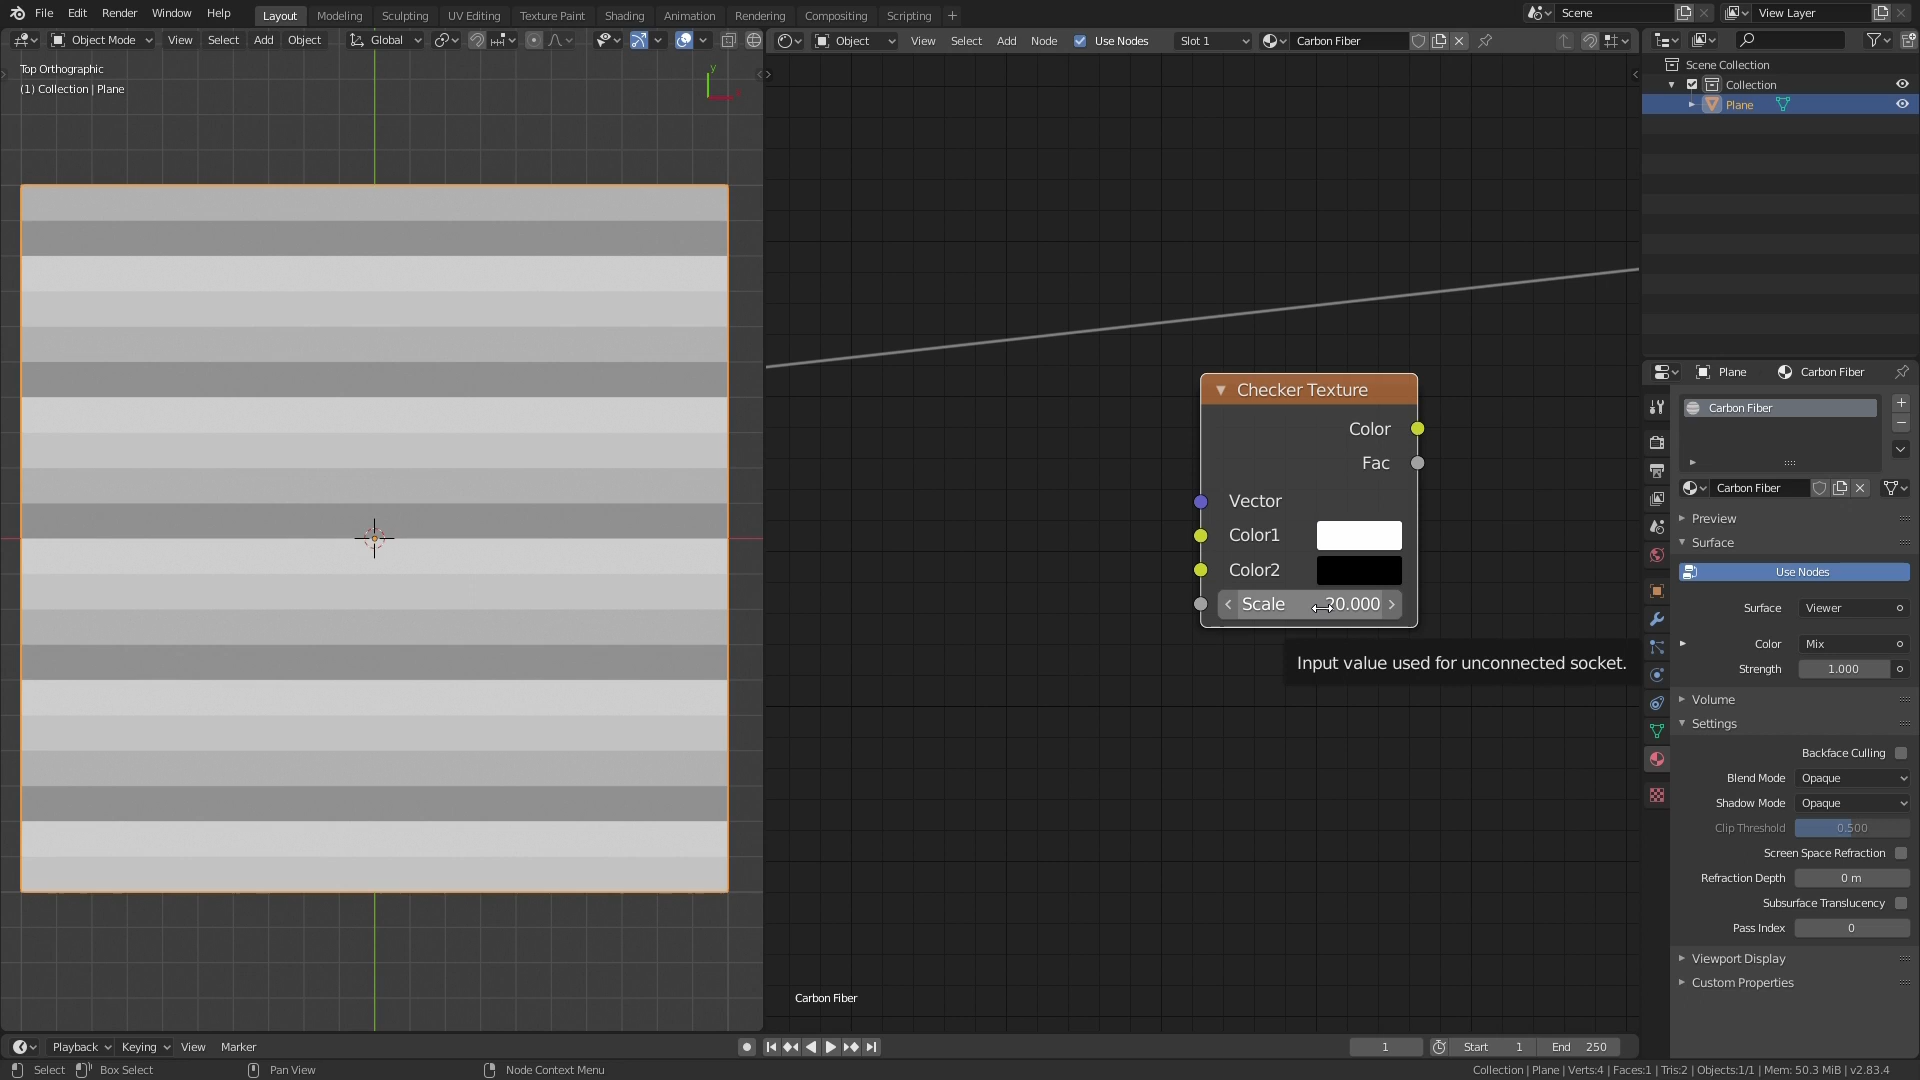 File Edit Render Window Help Layout Modeling Sculpting UV Editing Texture Paint Shading Animation Rendering Compositing Scripting + Scene View Layer
Object Mode View Select Add Object Global
Object View Select Add Node Use Nodes Slot 1 Carbon Fiber
Top Orthographic
(1) Collection | Plane
y
Scene Collection
Collection
Plane
Checker Texture
Color
Fac
Vector
Color1
Color2
Scale 20.000
Input value used for unconnected socket.
Carbon Fiber
Plane Carbon Fiber
Carbon Fiber
Carbon Fiber
Preview
Surface
Use Nodes
Surface Viewer
Color Mix
Strength 1.000
Volume
Settings
Backface Culling
Blend Mode Opaque
Shadow Mode Opaque
Clip Threshold 0.500
Screen Space Refraction
Refraction Depth 0 m
Subsurface Translucency
Pass Index 0
Viewport Display
Custom Properties
Playback Keying View Marker 1 Start 1 End 250
Select Box Select Pan View Node Context Menu Collection | Plane | Verts:4 | Faces:1 | Tris:2 | Objects:1/1 | Mem: 50.3 MiB | v2.83.4